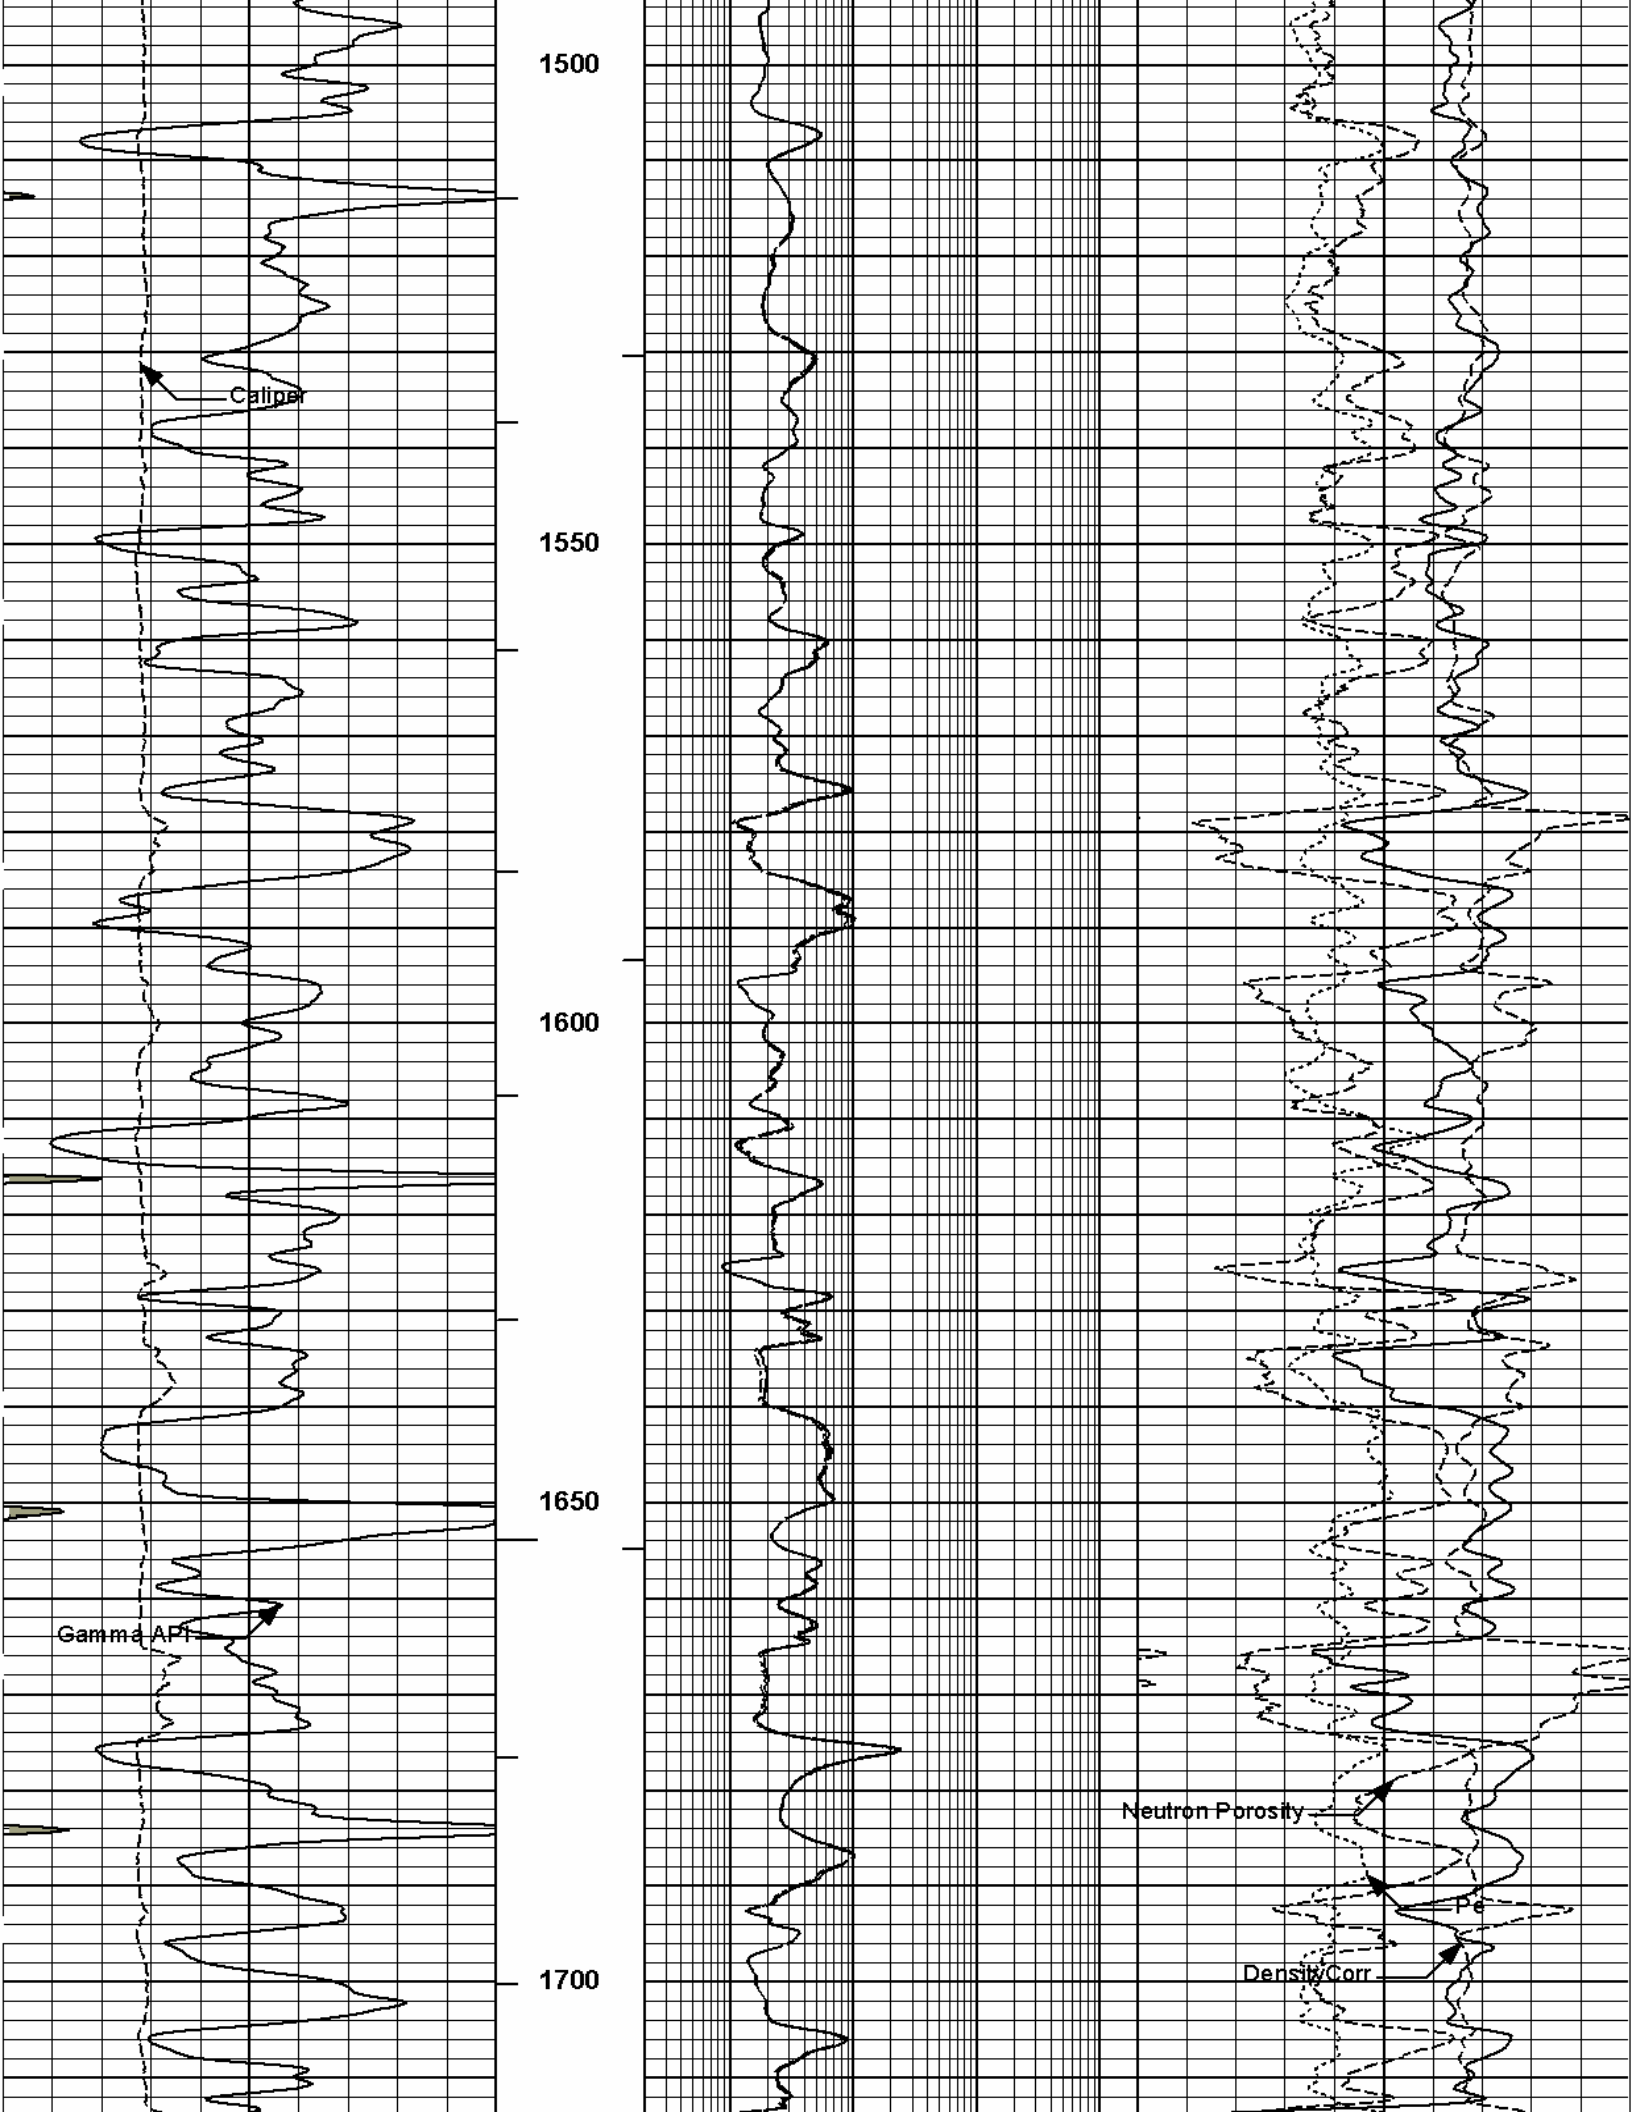 1500
Caliper
1550
1600
1650
Gamma API
Neutron Porosity
Pe
DensityCorr
1700